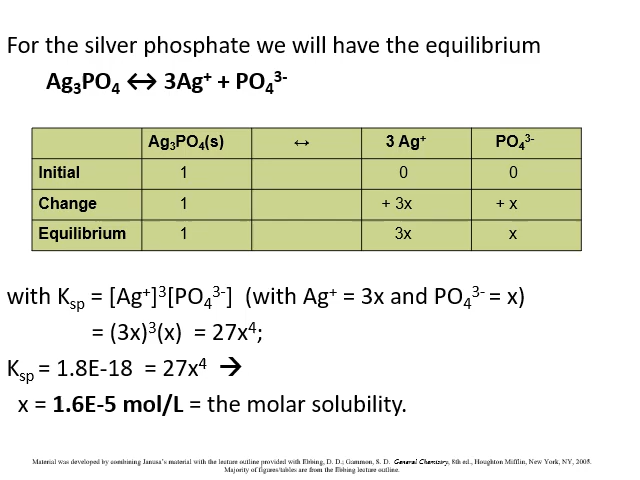 For the silver phosphate we will have the equilibrium
Ag₃PO₄ ↔ 3Ag⁺ + PO₄³⁻
Ag₃PO₄(s) ↔ 3 Ag⁺ PO₄³⁻
Initial 1 0 0
Change 1 + 3x + x
Equilibrium 1 3x x
with Kₛₚ = [Ag⁺]³[PO₄³⁻] (with Ag⁺ = 3x and PO₄³⁻ = x)
= (3x)³(x) = 27x⁴;
Kₛₚ = 1.8E-18 = 27x⁴ →
x = 1.6E-5 mol/L = the molar solubility.
Material was developed by combining Janusa's material with the lecture outline provided with Ebbing, D. D.; Gammon, S. D. General Chemistry, 8th ed., Houghton Mifflin, New York, NY, 2005.
Majority of figures/tables are from the Ebbing lecture outline.